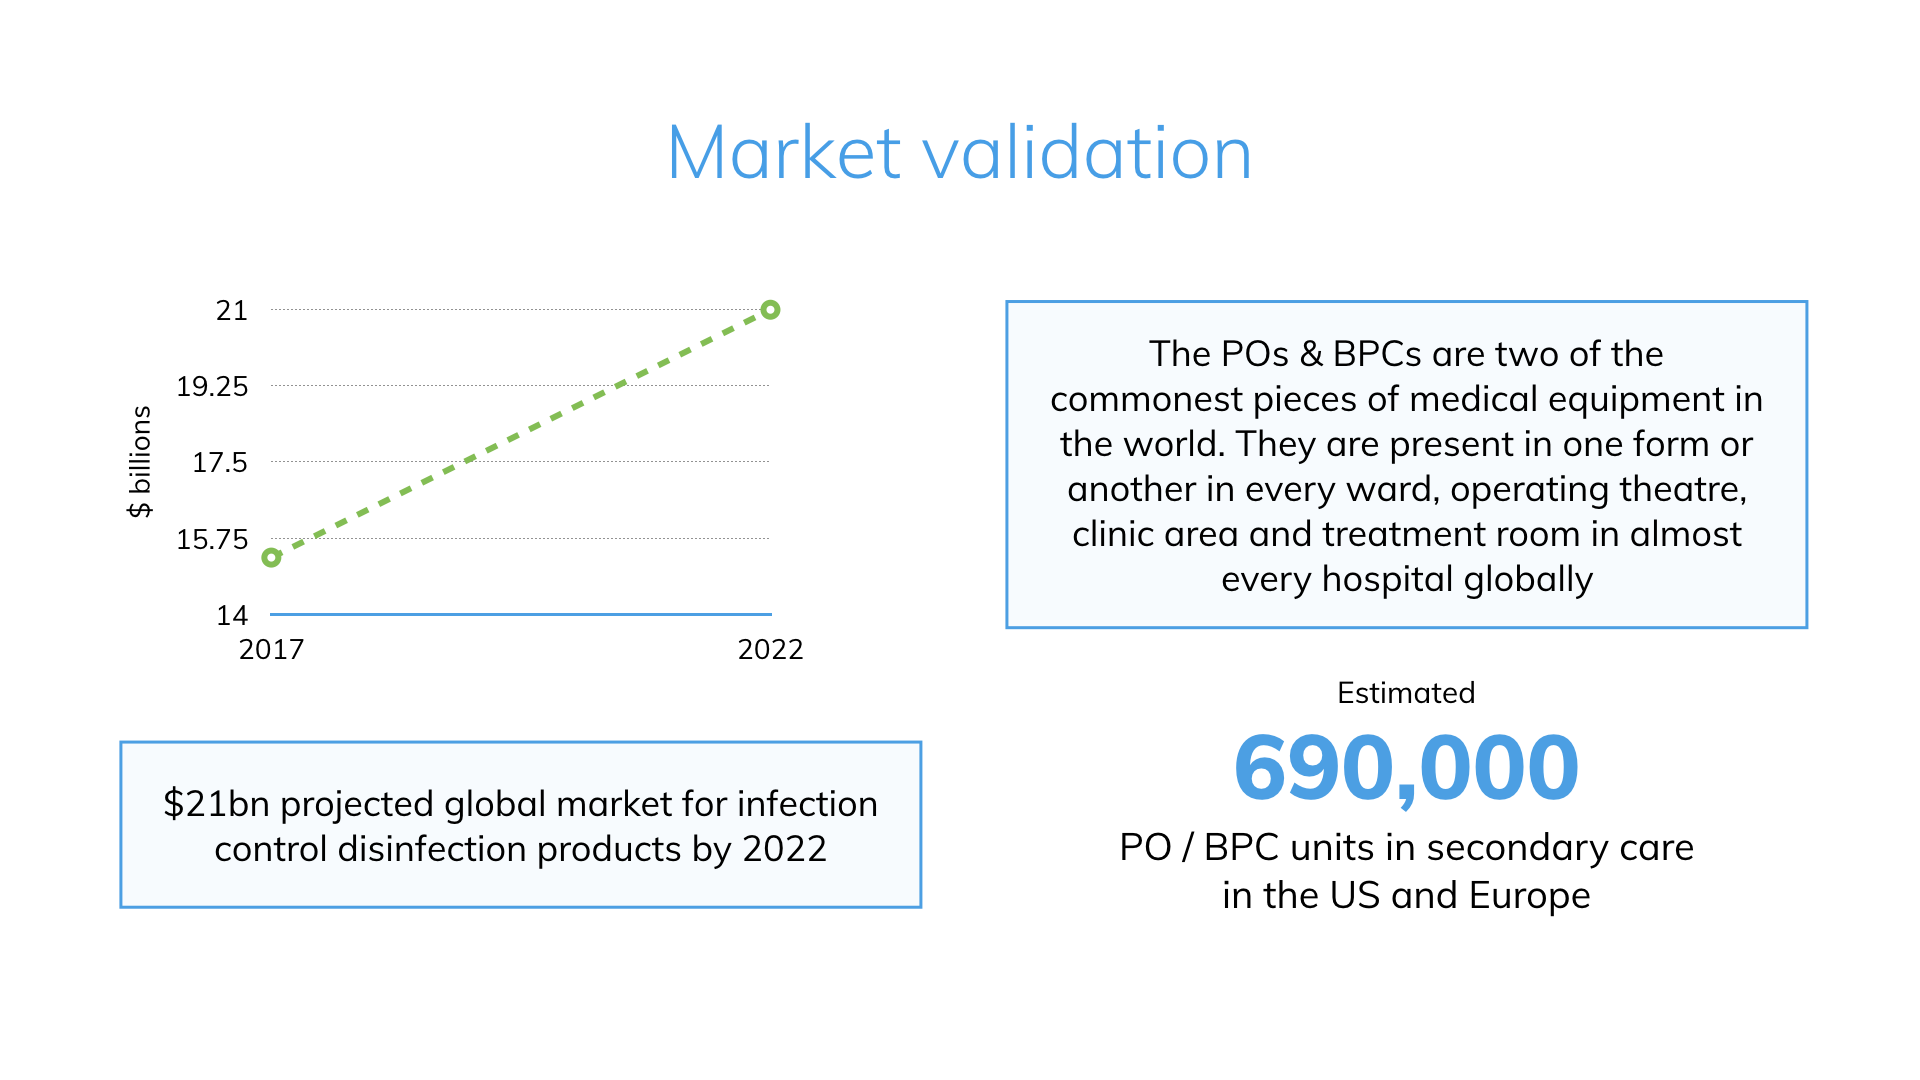 Market validation
21
19.25
17.5
15.75
14
$ billions
2017
2022
$21bn projected global market for infection
control disinfection products by 2022
The POs & BPCs are two of the
commonest pieces of medical equipment in
the world. They are present in one form or
another in every ward, operating theatre,
clinic area and treatment room in almost
every hospital globally
Estimated
690,000
PO / BPC units in secondary care
in the US and Europe